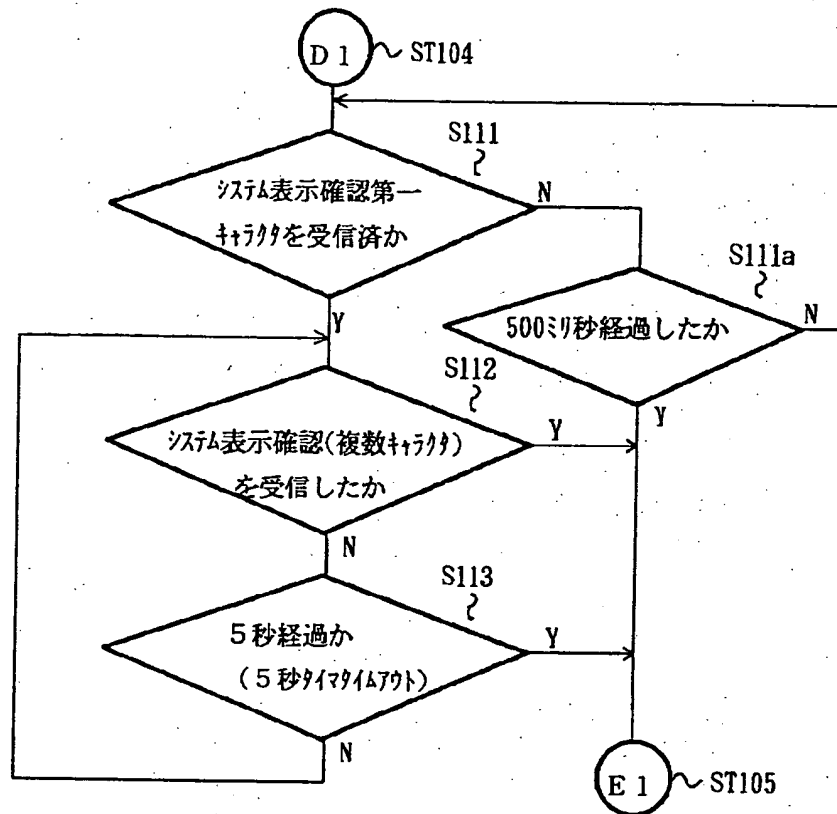 D 1
ST104
S111
システム表示確認第一
キャラクタを受信済か
N
Y
S111a
500ミリ秒経過したか
N
Y
S112
システム表示確認(複数キャラクタ)
を受信したか
Y
N
S113
5秒経過か
(5秒タイマタイムアウト)
Y
N
E 1
ST105